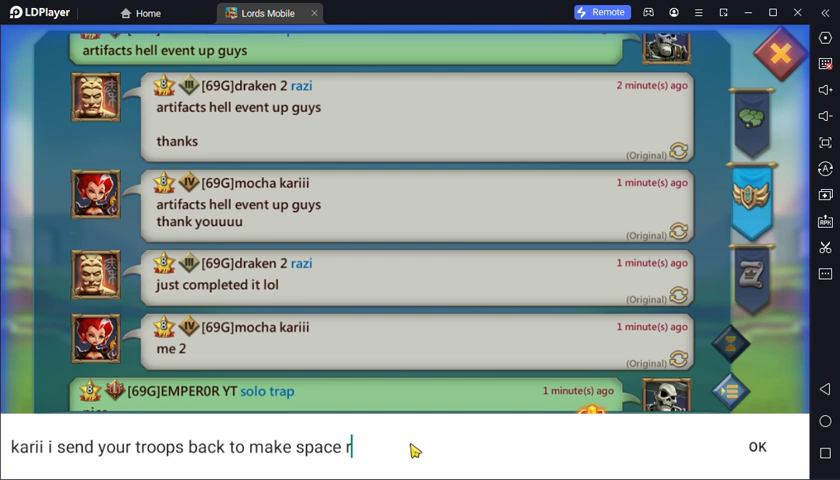 LDPlayer
Home
Lords Mobile
Remote
artifacts hell event up guys
[69G]draken 2 razi
2 minute(s) ago
artifacts hell event up guys
thanks
(Original)
[69G]mocha kariii
1 minute(s) ago
artifacts hell event up guys
thank youuuu
(Original)
[69G]draken 2 razi
1 minute(s) ago
just completed it lol
(Original)
[69G]mocha kariii
1 minute(s) ago
me 2
(Original)
[69G]EMPER0R YT solo trap
1 minute(s) ago
karii i send your troops back to make space r
OK